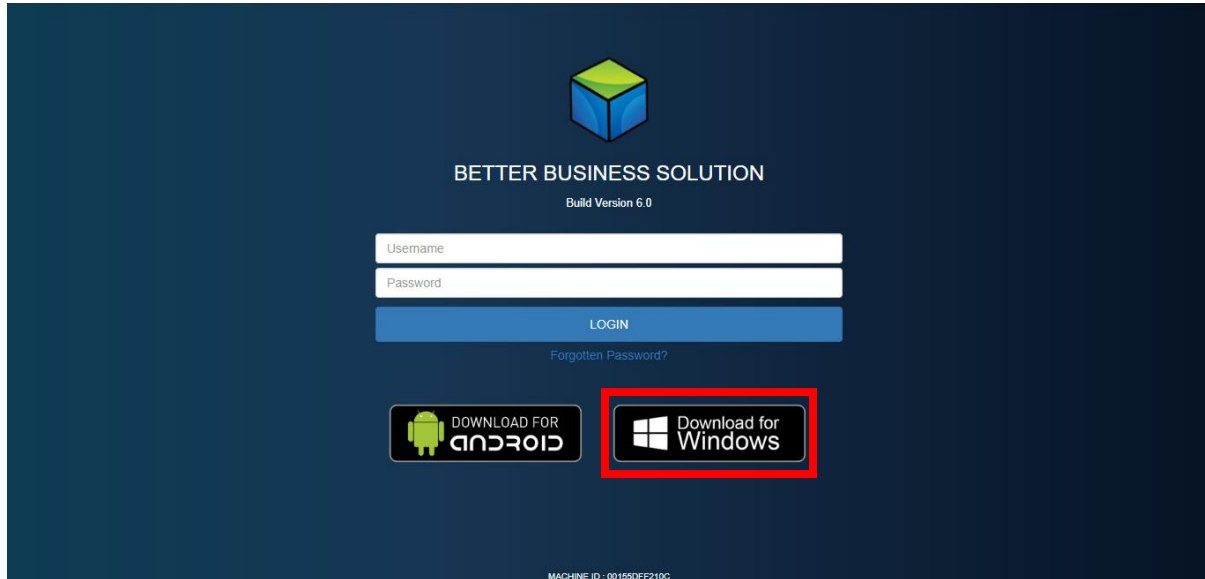 BETTER BUSINESS SOLUTION
Build Version 6.0
Username
Password
LOGIN
Forgotten Password?
DOWNLOAD FOR
ANDROID
Download for
Windows
MACHINE ID : 00155DFF210C